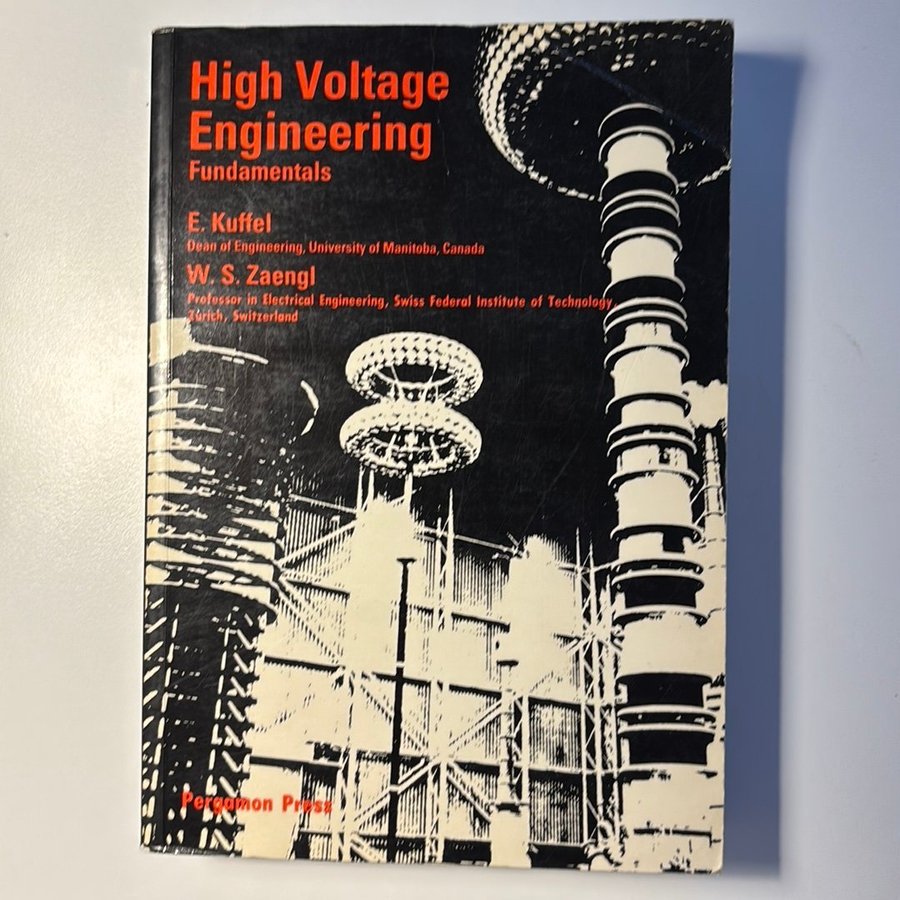 High Voltage
Engineering
Fundamentals
E. Kuffel
Dean of Engineering, University of Manitoba, Canada
W. S. Zaengl
Professor in Electrical Engineering, Swiss Federal Institute of Technology,
Zürich, Switzerland
Pergamon Press